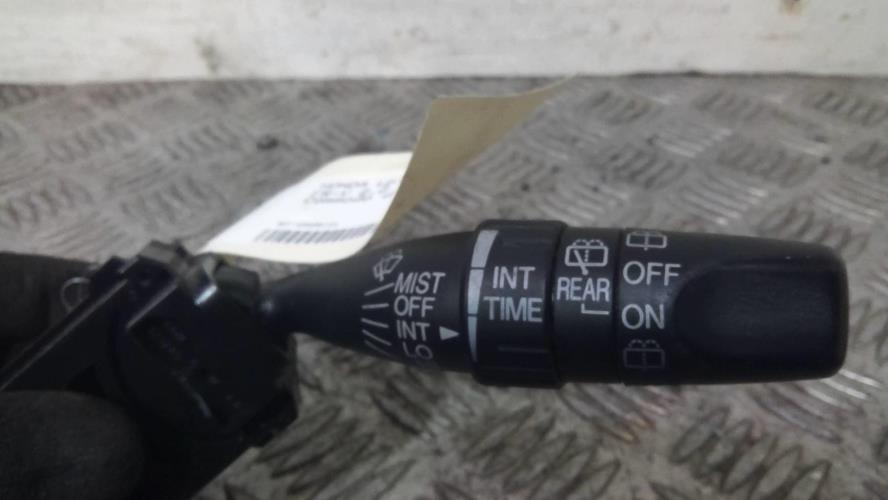 MIST
OFF
INT
LO
INT
TIME
REAR
OFF
ON